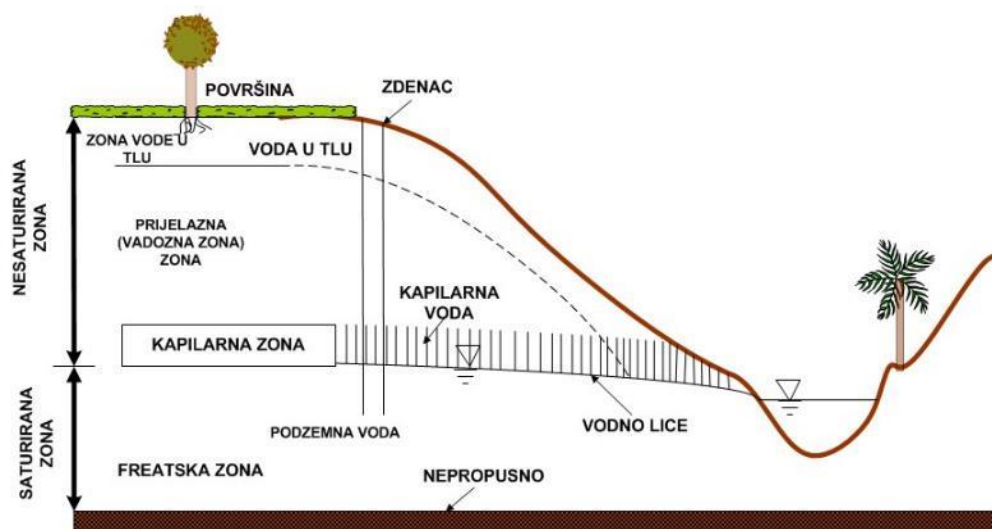 POVRŠINA
ZDENAC
ZONA VODE U
TLU
VODA U TLU
NESATURIRANA
ZONA
PRIJELAZNA
(VADOZNA ZONA)
ZONA
KAPILARNA
VODA
KAPILARNA ZONA
PODZEMNA VODA
VODNO LICE
SATURIRANA
ZONA
FREATSKA ZONA
NEPROPUSNO